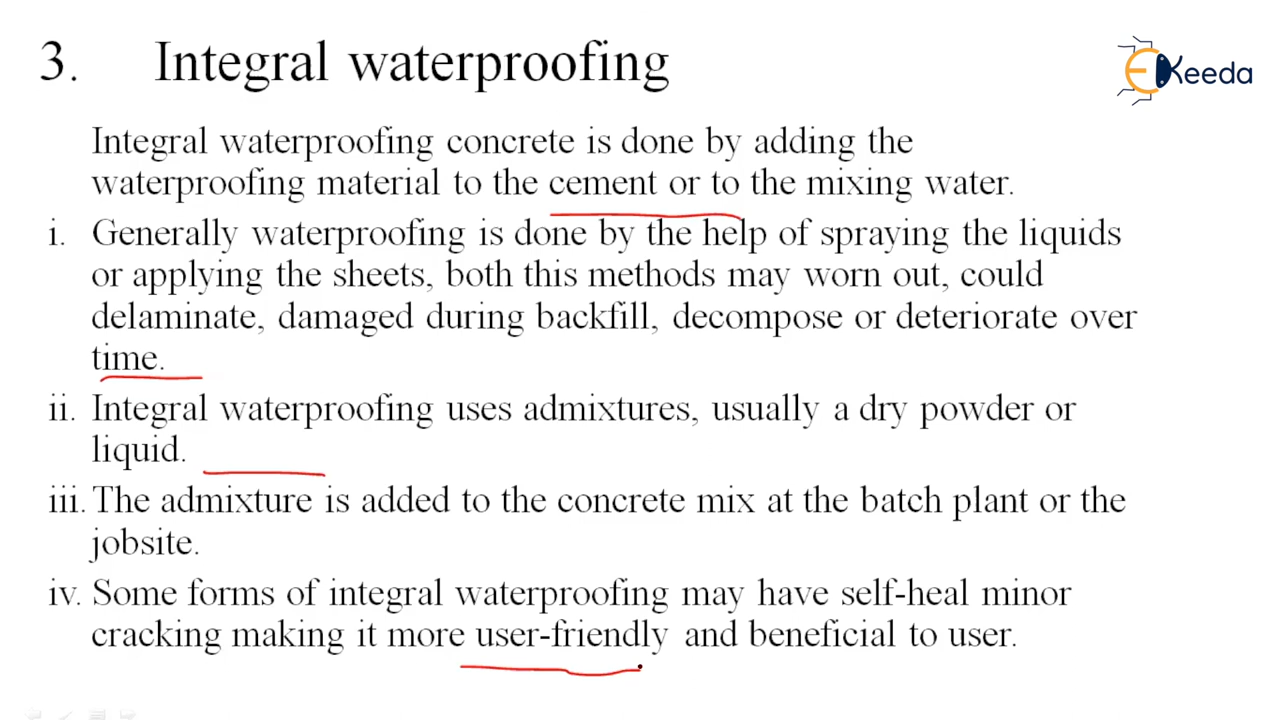 3. Integral waterproofing
EKeeda
Integral waterproofing concrete is done by adding the
waterproofing material to the cement or to the mixing water.
i. Generally waterproofing is done by the help of spraying the liquids
or applying the sheets, both this methods may worn out, could
delaminate, damaged during backfill, decompose or deteriorate over
time.
ii. Integral waterproofing uses admixtures, usually a dry powder or
liquid.
iii. The admixture is added to the concrete mix at the batch plant or the
jobsite.
iv. Some forms of integral waterproofing may have self-heal minor
cracking making it more user-friendly and beneficial to user.